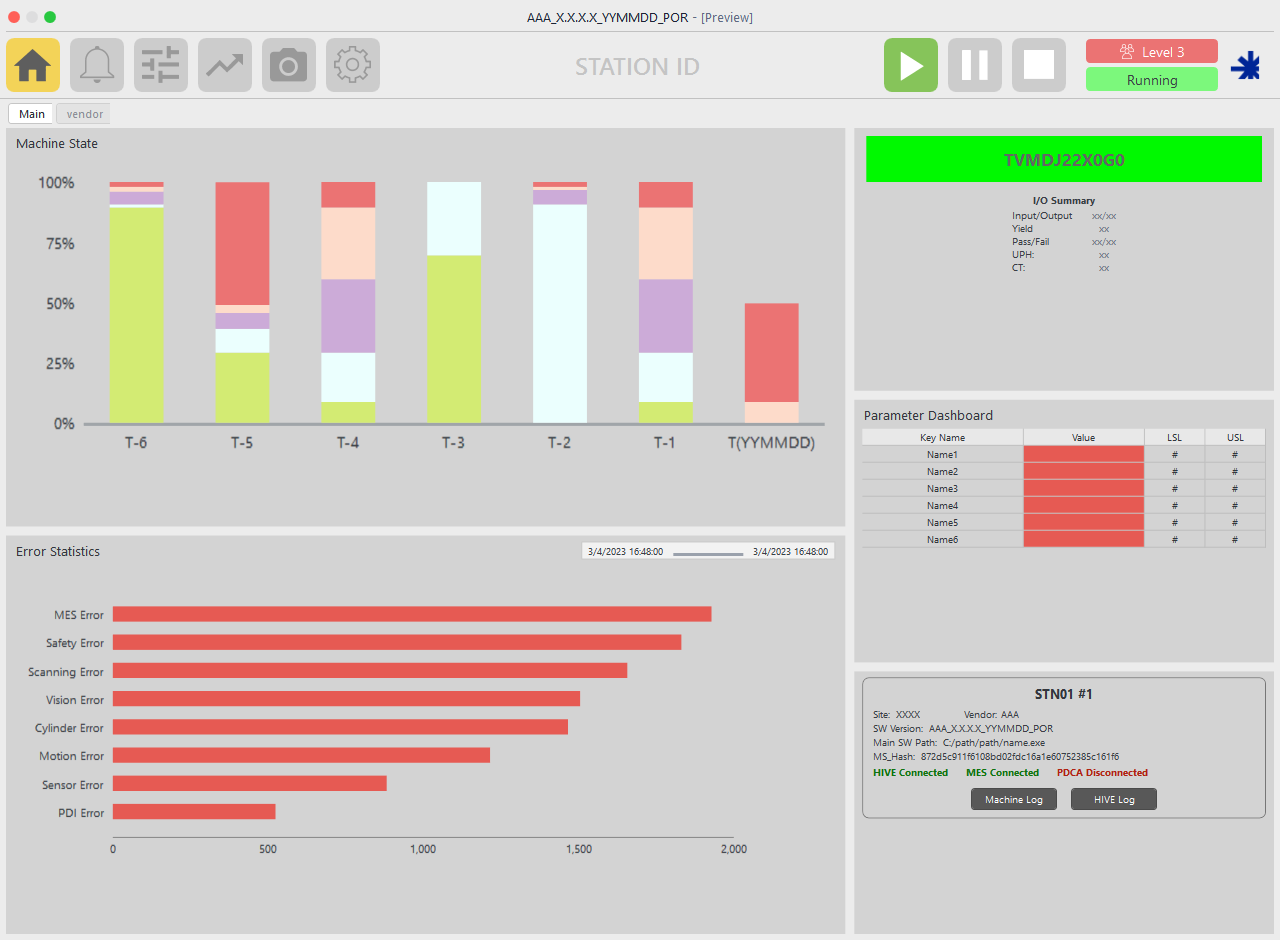 AAA_X.X.X.X_YYMMDD_POR - [Preview]
STATION ID
Level 3
Running
Main
vendor
Machine State
100%
75%
50%
25%
0%
T-6 T-5 T-4 T-3 T-2 T-1 T(YYMMDD)
Error Statistics
3/4/2023 16:48:00 3/4/2023 16:48:00
MES Error
Safety Error
Scanning Error
Vision Error
Cylinder Error
Motion Error
Sensor Error
PDI Error
0 500 1,000 1,500 2,000
TVMDJ22X0G0
I/O Summary
Input/Output xx/xx
Yield xx
Pass/Fail xx/xx
UPH: xx
CT: xx
Parameter Dashboard
Key Name Value LSL USL
Name1 # #
Name2 # #
Name3 # #
Name4 # #
Name5 # #
Name6 # #
STN01 #1
Site: XXXX Vendor: AAA
SW Version: AAA_X.X.X.X_YYMMDD_POR
Main SW Path: C:/path/path/name.exe
MS_Hash: 872d5c911f6108bd02fdc16a1e60752385c161f6
HIVE Connected MES Connected PDCA Disconnected
Machine Log HIVE Log